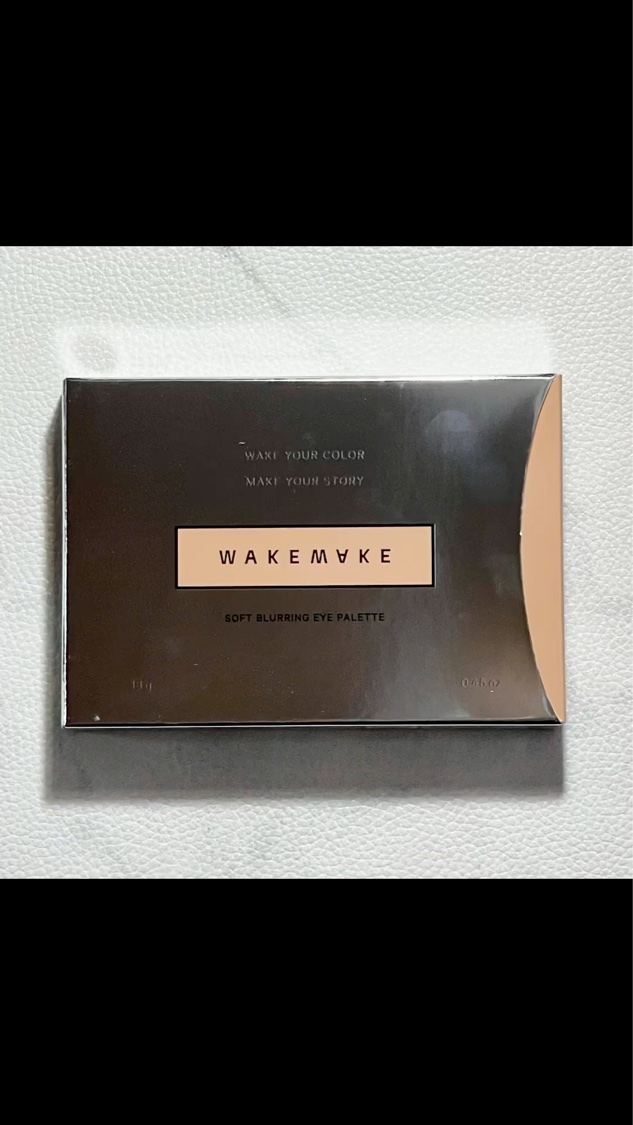 WAKE YOUR COLOR
MAKE YOUR STORY
WAKEMAKE
SOFT BLURRING EYE PALETTE